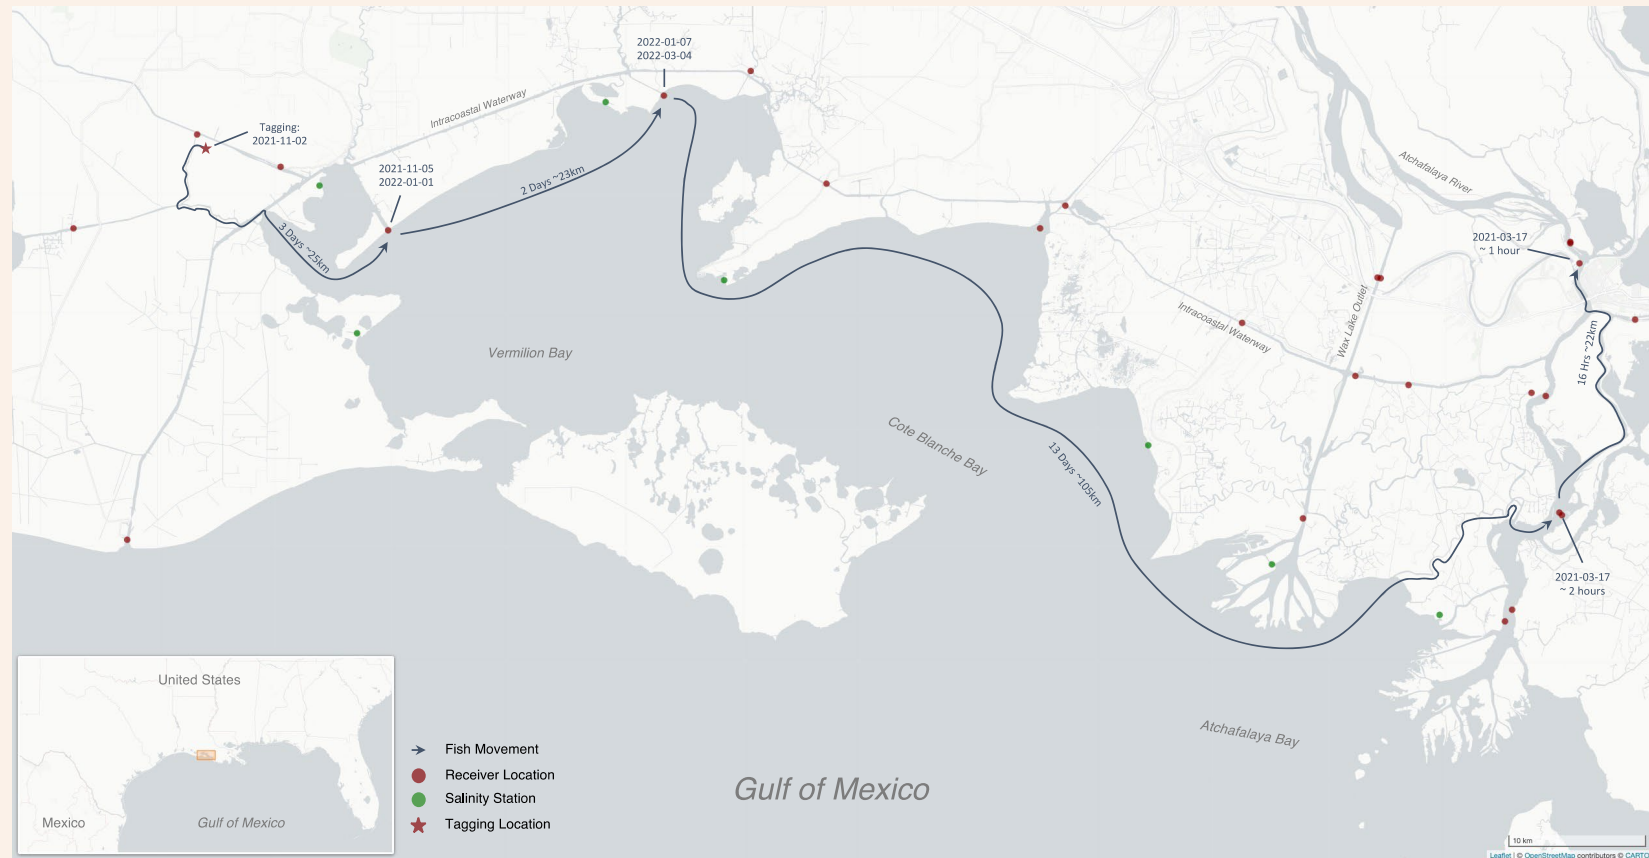 2022-01-07
2022-03-04
Intracoastal Waterway
Tagging:
2021-11-02
2021-11-05
2022-01-01
2 Days ~23km
3 Days ~25km
Atchafalaya River
2021-03-17
~ 1 hour
Intracoastal Waterway
Wax Lake Outlet
16 Hrs ~22km
Vermilion Bay
Cote Blanche Bay
13 Days ~105km
2021-03-17
~ 2 hours
Atchafalaya Bay
Gulf of Mexico
United States
Mexico
Gulf of Mexico
Fish Movement
Receiver Location
Salinity Station
Tagging Location
10 km
Leaflet | © OpenStreetMap contributors © CARTO